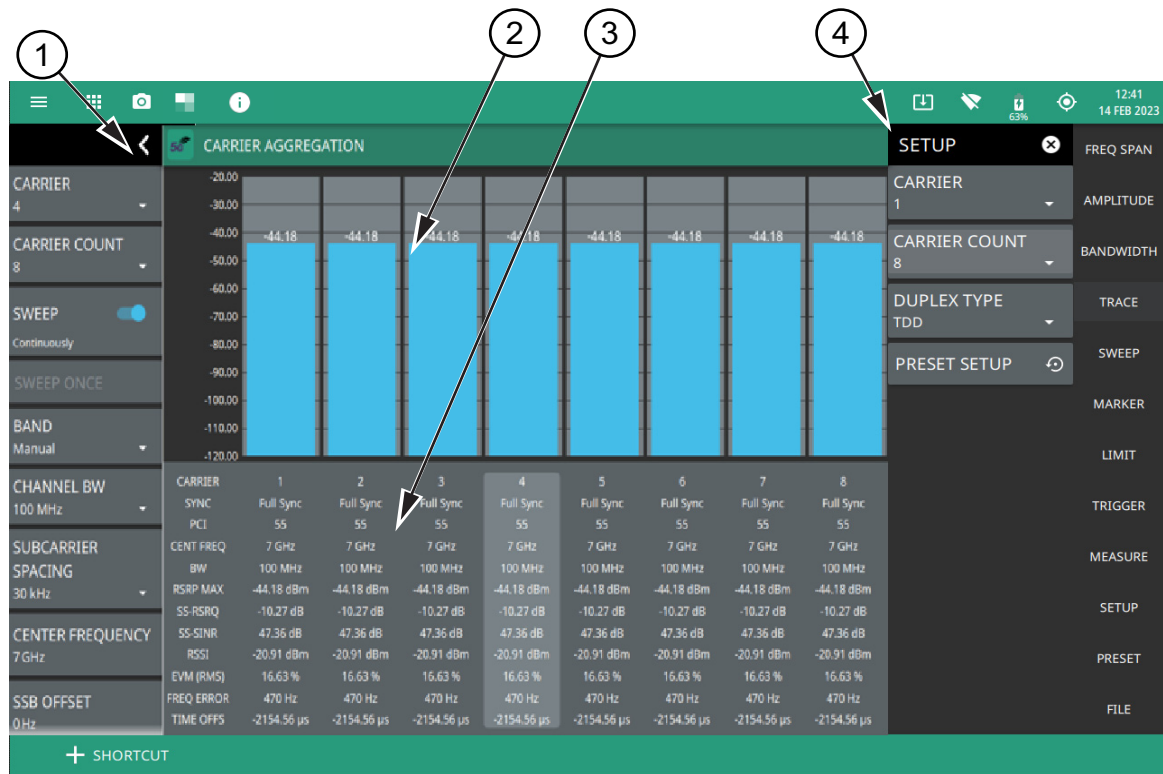 1
2
3
4
63%
12:41
14 FEB 2023
5G
CARRIER AGGREGATION
CARRIER
4
CARRIER COUNT
8
SWEEP
Continuously
SWEEP ONCE
BAND
Manual
CHANNEL BW
100 MHz
SUBCARRIER
SPACING
30 kHz
CENTER FREQUENCY
7 GHz
SSB OFFSET
0 Hz
-20.00
-30.00
-40.00
-50.00
-60.00
-70.00
-80.00
-90.00
-100.00
-110.00
-120.00
-44.18 -44.18 -44.18 -44.18 -44.18 -44.18 -44.18 -44.18
CARRIER 1 2 3 4 5 6 7 8
SYNC Full Sync Full Sync Full Sync Full Sync Full Sync Full Sync Full Sync Full Sync
PCI 55 55 55 55 55 55 55 55
CENT FREQ 7 GHz 7 GHz 7 GHz 7 GHz 7 GHz 7 GHz 7 GHz 7 GHz
BW 100 MHz 100 MHz 100 MHz 100 MHz 100 MHz 100 MHz 100 MHz 100 MHz
RSRP MAX -44.18 dBm -44.18 dBm -44.18 dBm -44.18 dBm -44.18 dBm -44.18 dBm -44.18 dBm -44.18 dBm
SS-RSRQ -10.27 dB -10.27 dB -10.27 dB -10.27 dB -10.27 dB -10.27 dB -10.27 dB -10.27 dB
SS-SINR 47.36 dB 47.36 dB 47.36 dB 47.36 dB 47.36 dB 47.36 dB 47.36 dB 47.36 dB
RSSI -20.91 dBm -20.91 dBm -20.91 dBm -20.91 dBm -20.91 dBm -20.91 dBm -20.91 dBm -20.91 dBm
EVM (RMS) 16.63 % 16.63 % 16.63 % 16.63 % 16.63 % 16.63 % 16.63 % 16.63 %
FREQ ERROR 470 Hz 470 Hz 470 Hz 470 Hz 470 Hz 470 Hz 470 Hz 470 Hz
TIME OFFS -2154.56 µs -2154.56 µs -2154.56 µs -2154.56 µs -2154.56 µs -2154.56 µs -2154.56 µs -2154.56 µs
SETUP
CARRIER
1
CARRIER COUNT
8
DUPLEX TYPE
TDD
PRESET SETUP
FREQ SPAN
AMPLITUDE
BANDWIDTH
TRACE
SWEEP
MARKER
LIMIT
TRIGGER
MEASURE
SETUP
PRESET
FILE
+ SHORTCUT